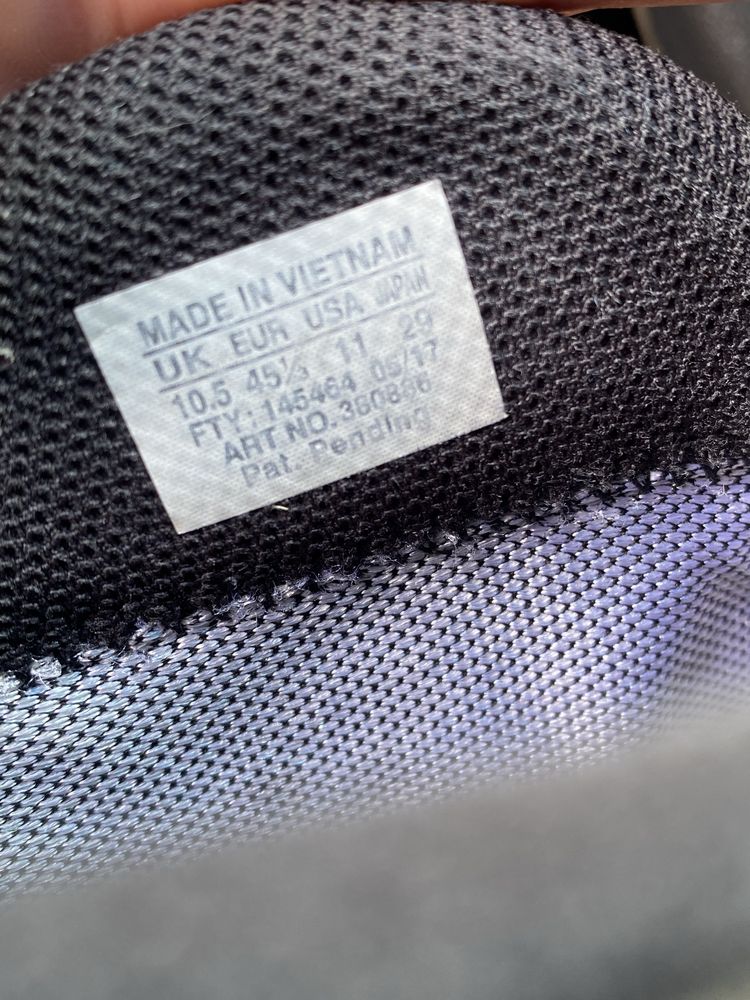 MADE IN VIETNAM
UK EUR USA JAPAN
10.5 45⅓ 11 29
FTY: 145464 05/17
ART NO. 380886
Pat. Pending